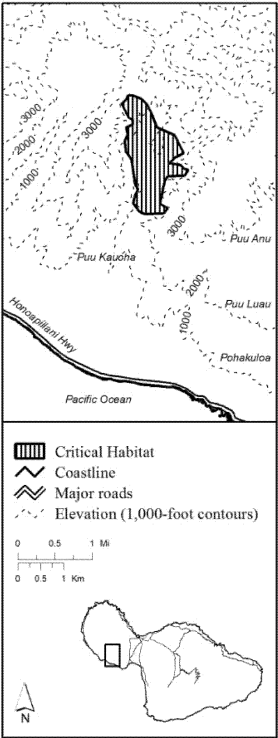 3000
2000
1000
3000
3000
Puu Anu
Puu Kauoha
2000
Puu Luau
1000
Pohakuloa
Honoapiilani Hwy
Pacific Ocean
Critical Habitat
Coastline
Major roads
Elevation (1,000-foot contours)
0 0.5 1 Mi
0 0.5 1 Km
N